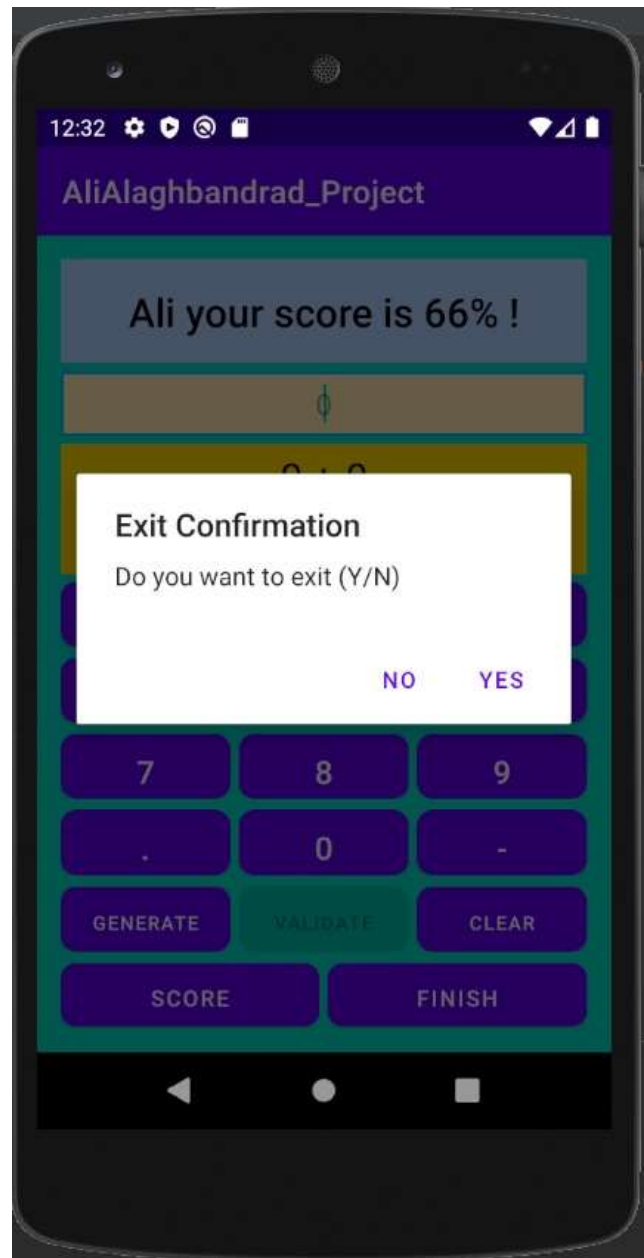 12:32
AliAlaghbandrad_Project
Ali your score is 66% !
0
Exit Confirmation
Do you want to exit (Y/N)
NO YES
7 8 9
. 0 -
GENERATE VALIDATE CLEAR
SCORE FINISH